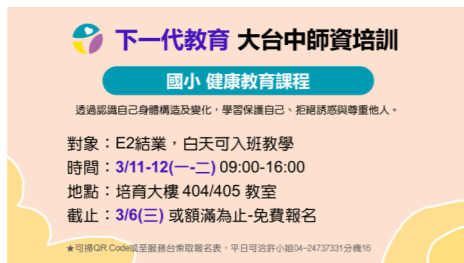 下一代教育 大台中師資培訓
國小 健康教育課程
透過認識自己身體構造及變化，學習保護自己、拒絕誘惑與尊重他人。
對象：E2結業，白天可入班教學
時間：3/11-12(一-二) 09:00-16:00
地點：培育大樓 404/405 教室
截止：3/6(三) 或額滿為止-免費報名
★可掃QR Code或至服務台索取報名表，平日可洽許小姐04-24737331分機16